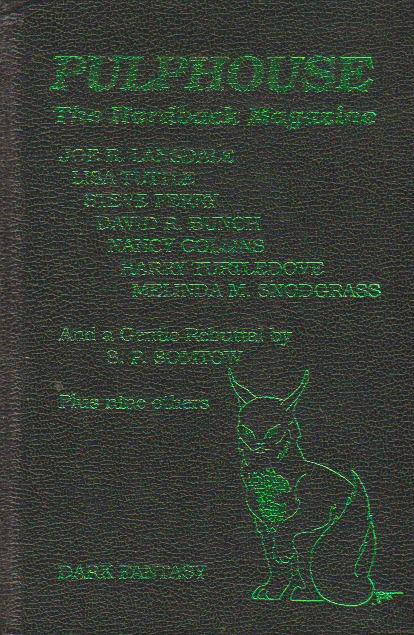 PULPHOUSE
The Hardback Magazine
JOE R. LANSDALE
LISA TUTTLE
STEVE PERRY
DAVID R. BUNCH
NANCY COLLINS
HARRY TURTLEDOVE
MELINDA M. SNODGRASS
And a Gentle Rebuttal by
S. P. SOMTOW
Plus nine others
DARK FANTASY